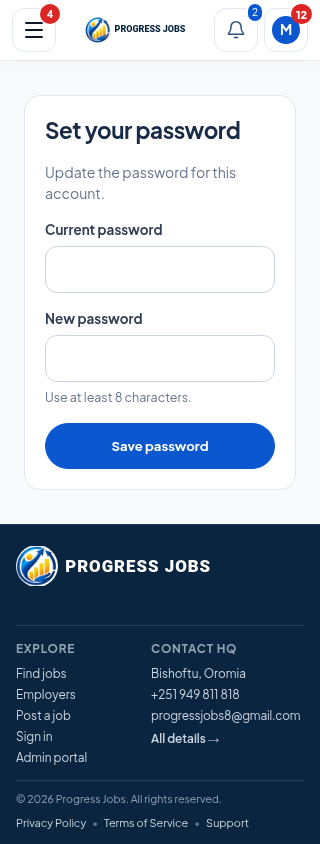 4
PROGRESS JOBS
2
M
12
Set your password
Update the password for this
account.
Current password
New password
Use at least 8 characters.
Save password
PROGRESS JOBS
EXPLORE
Find jobs
Employers
Post a job
Sign in
Admin portal
CONTACT HQ
Bishoftu, Oromia
+251 949 811 818
progressjobs8@gmail.com
All details →
© 2026 Progress Jobs. All rights reserved.
Privacy Policy • Terms of Service • Support